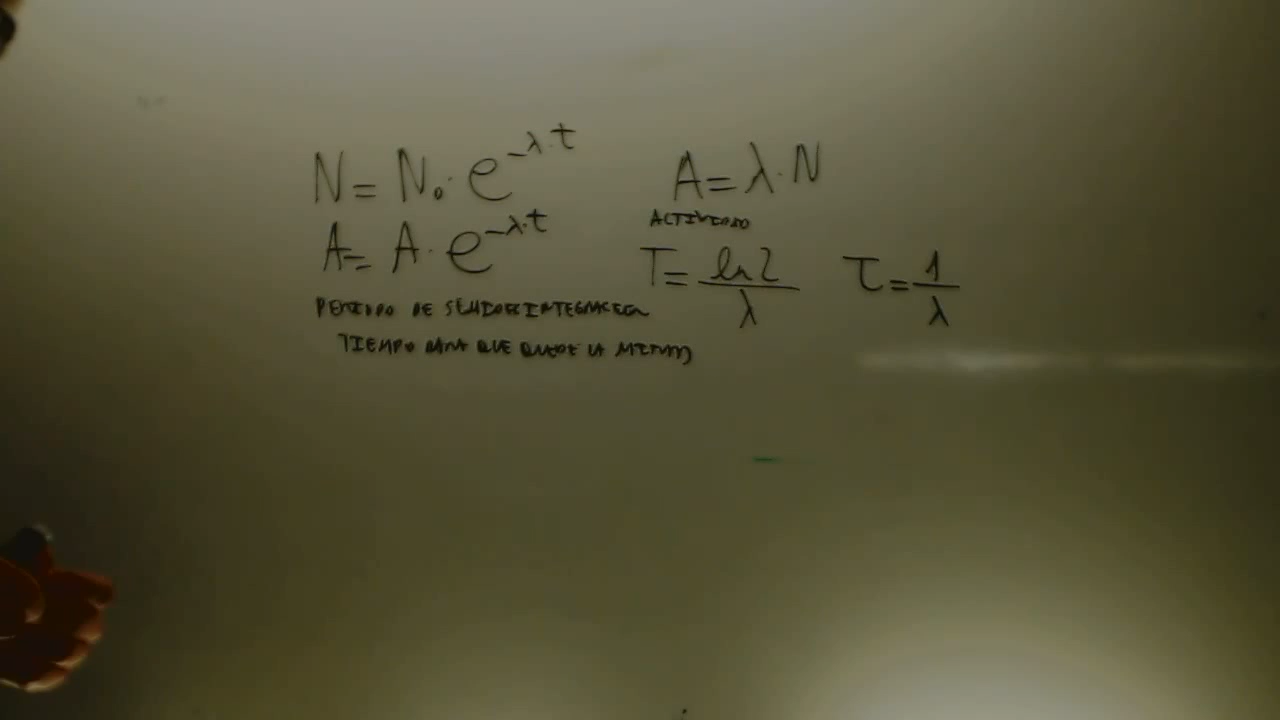 N = N₀ · e^(-λ·t)
A = λ · N
ACTIVIDAD
A = A · e^(-λ·t)
T = ln 2 / λ
τ = 1 / λ
PERIODO DE SEMIDESINTEGRACION
TIEMPO PARA QUE QUEDE LA MITAD